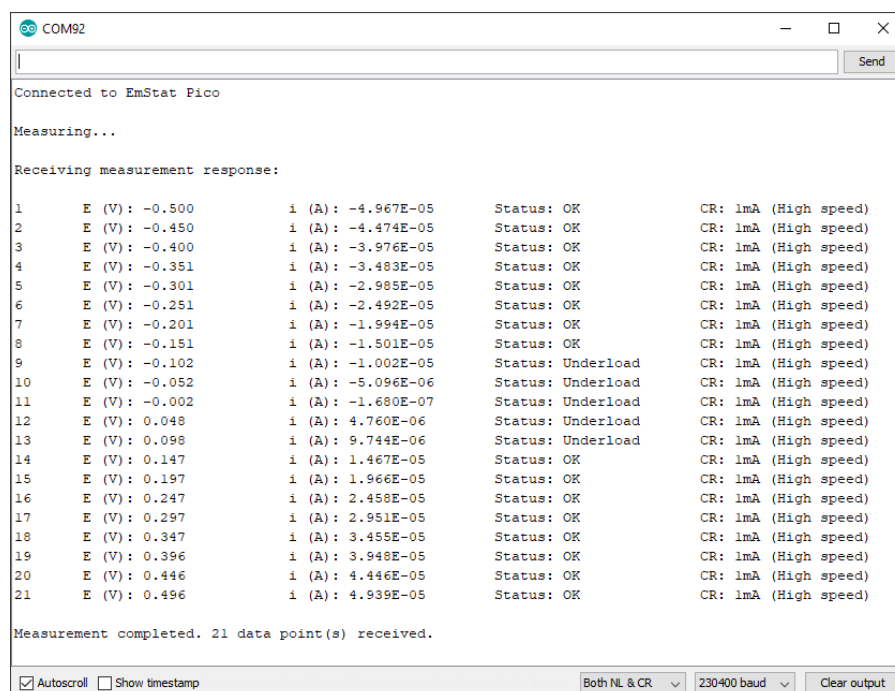 COM92
Send
Connected to EmStat Pico
Measuring...
Receiving measurement response:
1 E (V): -0.500 i (A): -4.967E-05 Status: OK CR: 1mA (High speed)
2 E (V): -0.450 i (A): -4.474E-05 Status: OK CR: 1mA (High speed)
3 E (V): -0.400 i (A): -3.976E-05 Status: OK CR: 1mA (High speed)
4 E (V): -0.351 i (A): -3.483E-05 Status: OK CR: 1mA (High speed)
5 E (V): -0.301 i (A): -2.985E-05 Status: OK CR: 1mA (High speed)
6 E (V): -0.251 i (A): -2.492E-05 Status: OK CR: 1mA (High speed)
7 E (V): -0.201 i (A): -1.994E-05 Status: OK CR: 1mA (High speed)
8 E (V): -0.151 i (A): -1.501E-05 Status: OK CR: 1mA (High speed)
9 E (V): -0.102 i (A): -1.002E-05 Status: Underload CR: 1mA (High speed)
10 E (V): -0.052 i (A): -5.096E-06 Status: Underload CR: 1mA (High speed)
11 E (V): -0.002 i (A): -1.680E-07 Status: Underload CR: 1mA (High speed)
12 E (V): 0.048 i (A): 4.760E-06 Status: Underload CR: 1mA (High speed)
13 E (V): 0.098 i (A): 9.744E-06 Status: Underload CR: 1mA (High speed)
14 E (V): 0.147 i (A): 1.467E-05 Status: OK CR: 1mA (High speed)
15 E (V): 0.197 i (A): 1.966E-05 Status: OK CR: 1mA (High speed)
16 E (V): 0.247 i (A): 2.458E-05 Status: OK CR: 1mA (High speed)
17 E (V): 0.297 i (A): 2.951E-05 Status: OK CR: 1mA (High speed)
18 E (V): 0.347 i (A): 3.455E-05 Status: OK CR: 1mA (High speed)
19 E (V): 0.396 i (A): 3.948E-05 Status: OK CR: 1mA (High speed)
20 E (V): 0.446 i (A): 4.446E-05 Status: OK CR: 1mA (High speed)
21 E (V): 0.496 i (A): 4.939E-05 Status: OK CR: 1mA (High speed)
Measurement completed. 21 data point(s) received.
Autoscroll Show timestamp Both NL & CR 230400 baud Clear output